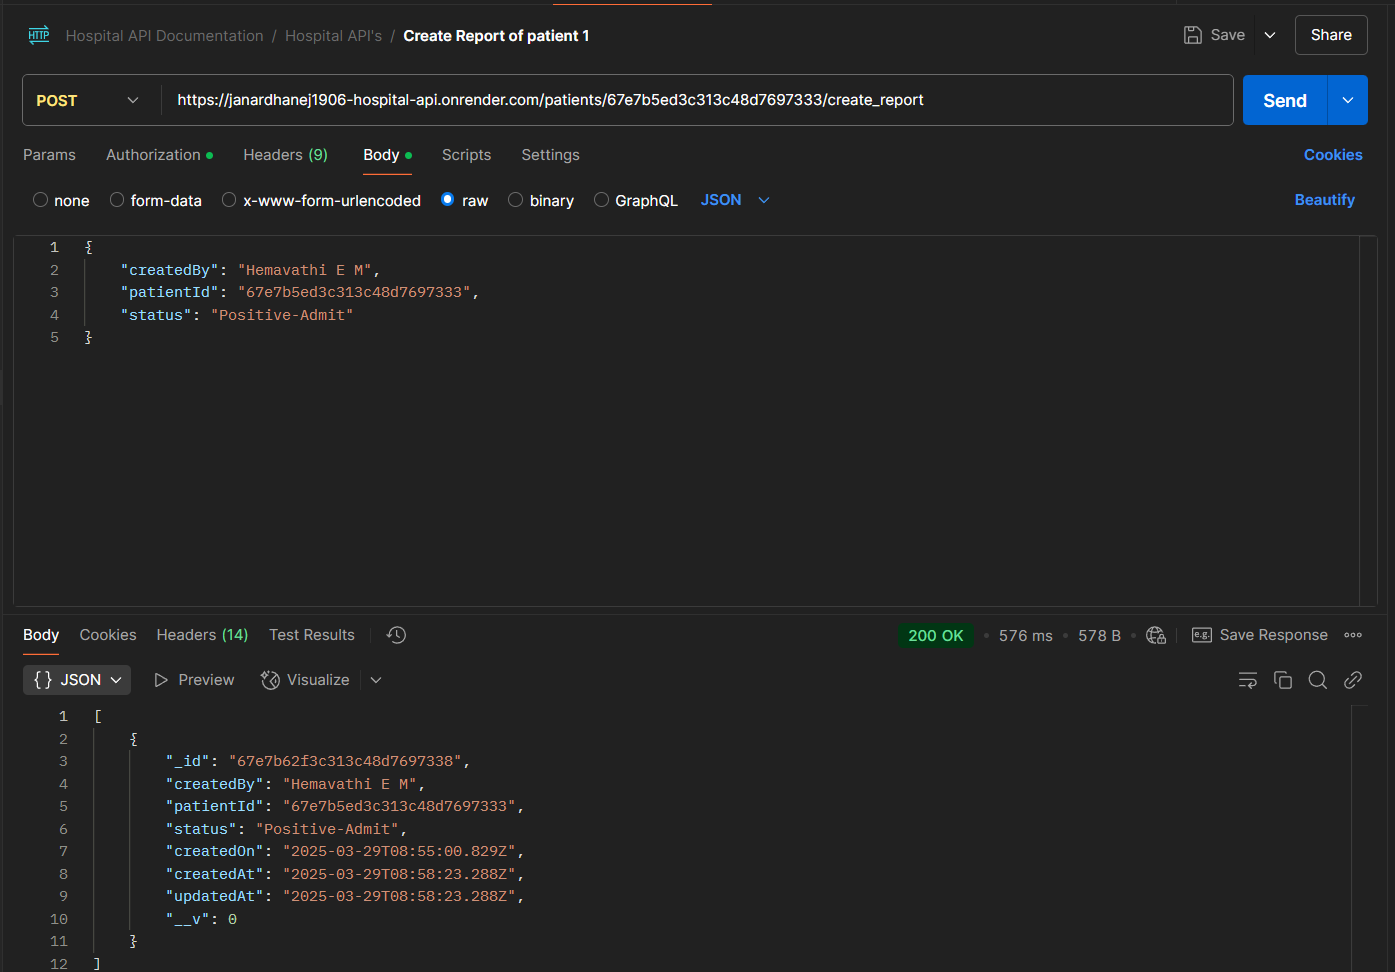 HTTP Hospital API Documentation / Hospital API's / Create Report of patient 1 Save Share
POST https://janardhanej1906-hospital-api.onrender.com/patients/67e7b5ed3c313c48d7697333/create_report Send
Params Authorization Headers (9) Body Scripts Settings Cookies
none form-data x-www-form-urlencoded raw binary GraphQL JSON Beautify
1 {
2 "createdBy": "Hemavathi E M",
3 "patientId": "67e7b5ed3c313c48d7697333",
4 "status": "Positive-Admit"
5 }
Body Cookies Headers (14) Test Results 200 OK • 576 ms • 578 B • e.g. Save Response
{} JSON Preview Visualize
1 [
2 {
3 "_id": "67e7b62f3c313c48d7697338",
4 "createdBy": "Hemavathi E M",
5 "patientId": "67e7b5ed3c313c48d7697333",
6 "status": "Positive-Admit",
7 "createdOn": "2025-03-29T08:55:00.829Z",
8 "createdAt": "2025-03-29T08:58:23.288Z",
9 "updatedAt": "2025-03-29T08:58:23.288Z",
10 "__v": 0
11 }
12 ]